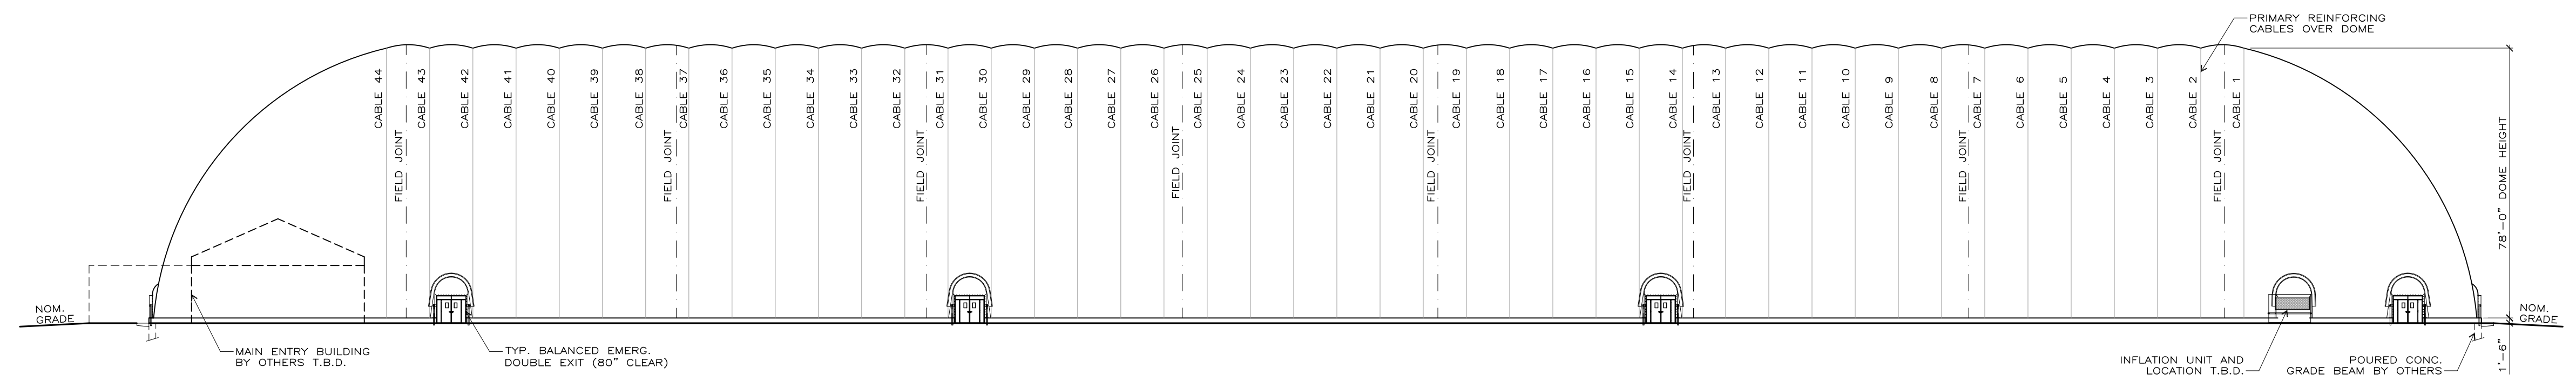 PRIMARY REINFORCING
CABLES OVER DOME
CABLE 44
FIELD JOINT
CABLE 43
CABLE 42
CABLE 41
CABLE 40
CABLE 39
CABLE 38
FIELD JOINT
CABLE 37
CABLE 36
CABLE 35
CABLE 34
CABLE 33
CABLE 32
FIELD JOINT
CABLE 31
CABLE 30
CABLE 29
CABLE 28
CABLE 27
CABLE 26
FIELD JOINT
CABLE 25
CABLE 24
CABLE 23
CABLE 22
CABLE 21
CABLE 20
FIELD JOINT
CABLE 19
CABLE 18
CABLE 17
CABLE 16
CABLE 15
CABLE 14
FIELD JOINT
CABLE 13
CABLE 12
CABLE 11
CABLE 10
CABLE 9
CABLE 8
FIELD JOINT
CABLE 7
CABLE 6
CABLE 5
CABLE 4
CABLE 3
CABLE 2
FIELD JOINT
CABLE 1
78'-0" DOME HEIGHT
NOM.
GRADE
NOM.
GRADE
MAIN ENTRY BUILDING
BY OTHERS T.B.D.
TYP. BALANCED EMERG.
DOUBLE EXIT (80" CLEAR)
INFLATION UNIT AND
LOCATION T.B.D.
POURED CONC.
GRADE BEAM BY OTHERS
1'-6"